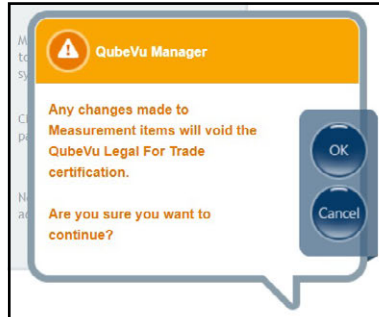 QubeVu Manager
Any changes made to
Measurement items will void the
QubeVu Legal For Trade
certification.
Are you sure you want to
continue?
OK
Cancel